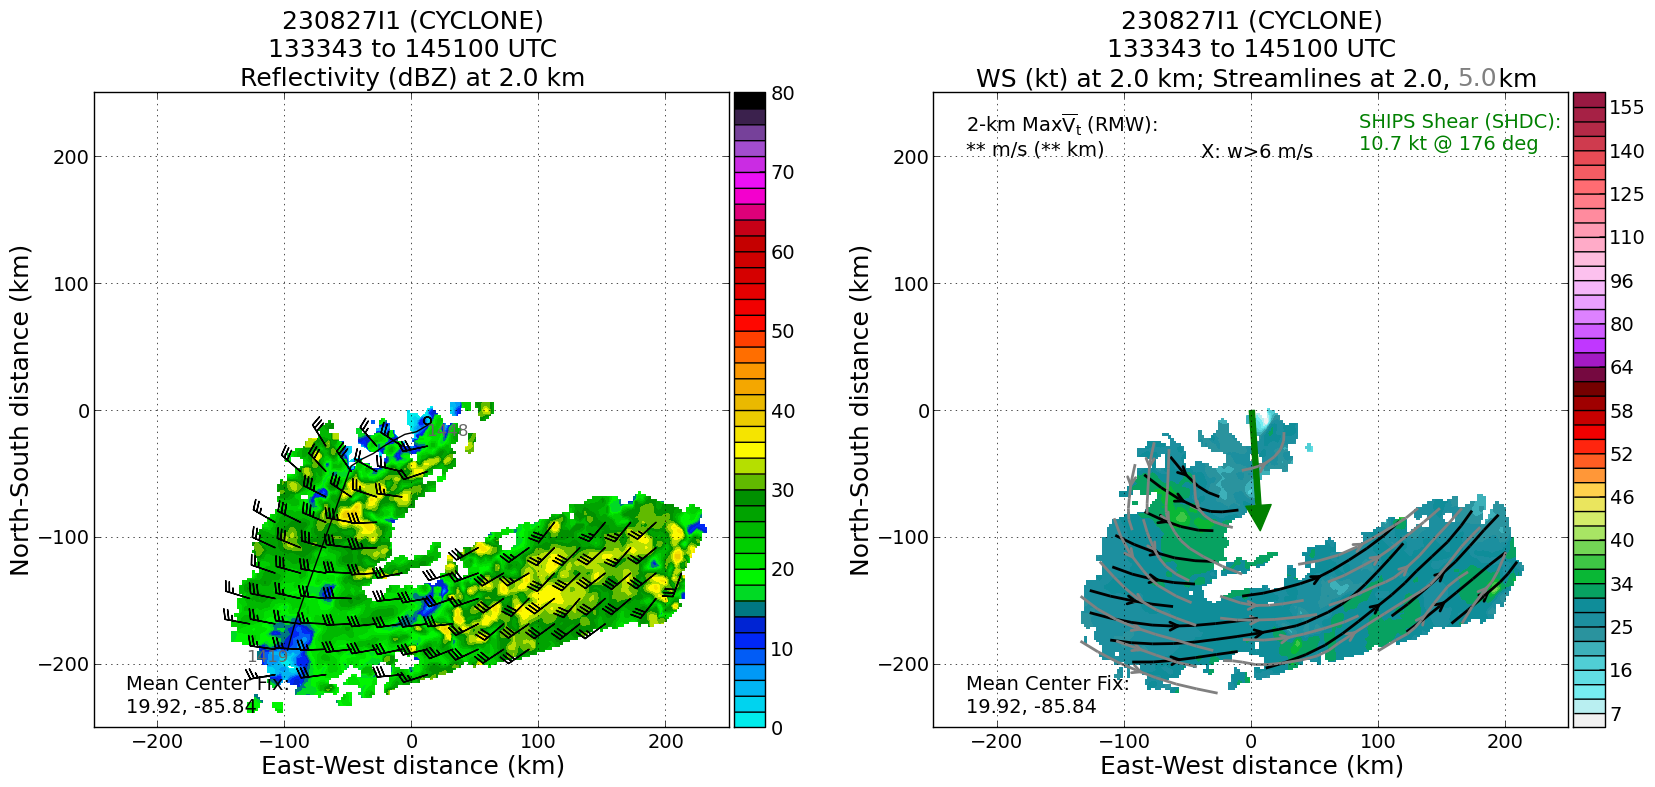 230827I1 (CYCLONE)
133343 to 145100 UTC
Reflectivity (dBZ) at 2.0 km
North-South distance (km)
200
100
0
−100
−200
Mean Center Fix:
19.92, -85.84
−200
−100
0
100
200
East-West distance (km)
80
70
60
50
40
30
20
10
0
230827I1 (CYCLONE)
133343 to 145100 UTC
WS (kt) at 2.0 km; Streamlines at 2.0, 5.0km
2-km MaxV̅t (RMW):
** m/s (** km)
X: w>6 m/s
SHIPS Shear (SHDC):
10.7 kt @ 176 deg
North-South distance (km)
200
100
0
−100
−200
Mean Center Fix:
19.92, -85.84
−200
−100
0
100
200
East-West distance (km)
155
140
125
110
96
80
64
58
52
46
40
34
25
16
7